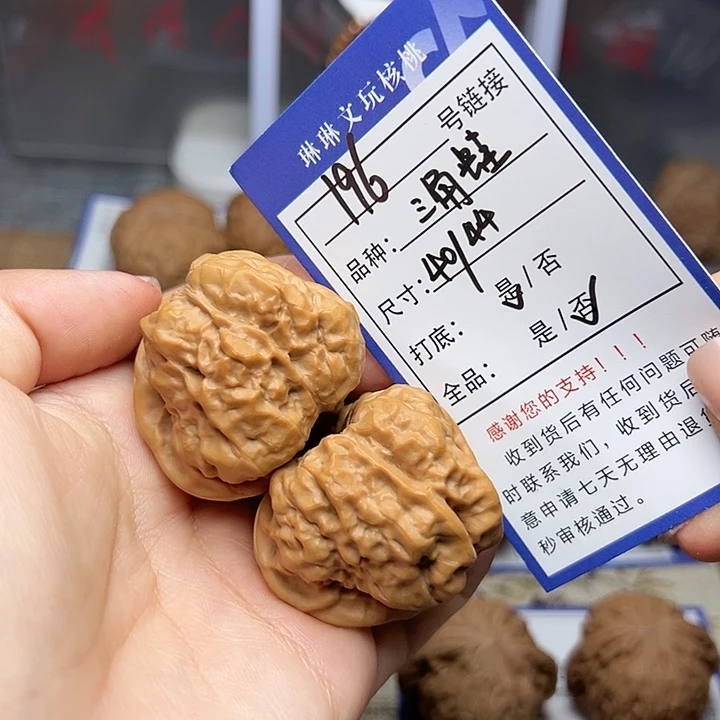 琳琳文玩核桃
196 号链接
品种：三角蛙
尺寸：40/44
打底：是/否
全品：是/否
感谢您的支持！！！
收到货后有任何问题可随
时联系我们，收到货后
意申请七天无理由退货
秒审核通过。